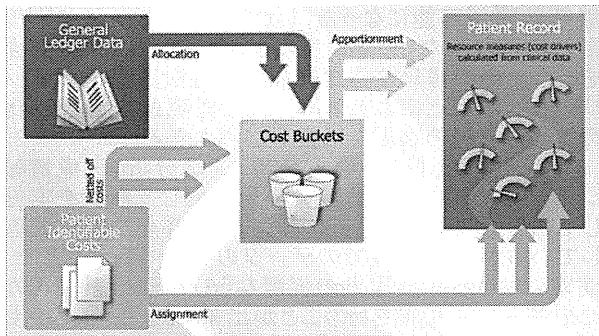 General
Ledger Data
Allocation
Apportionment
Patient Record
Resource measures (cost drivers)
calculated from clinical data
Cost Buckets
Netted off
costs
Patient
Identifiable
Costs
Assignment